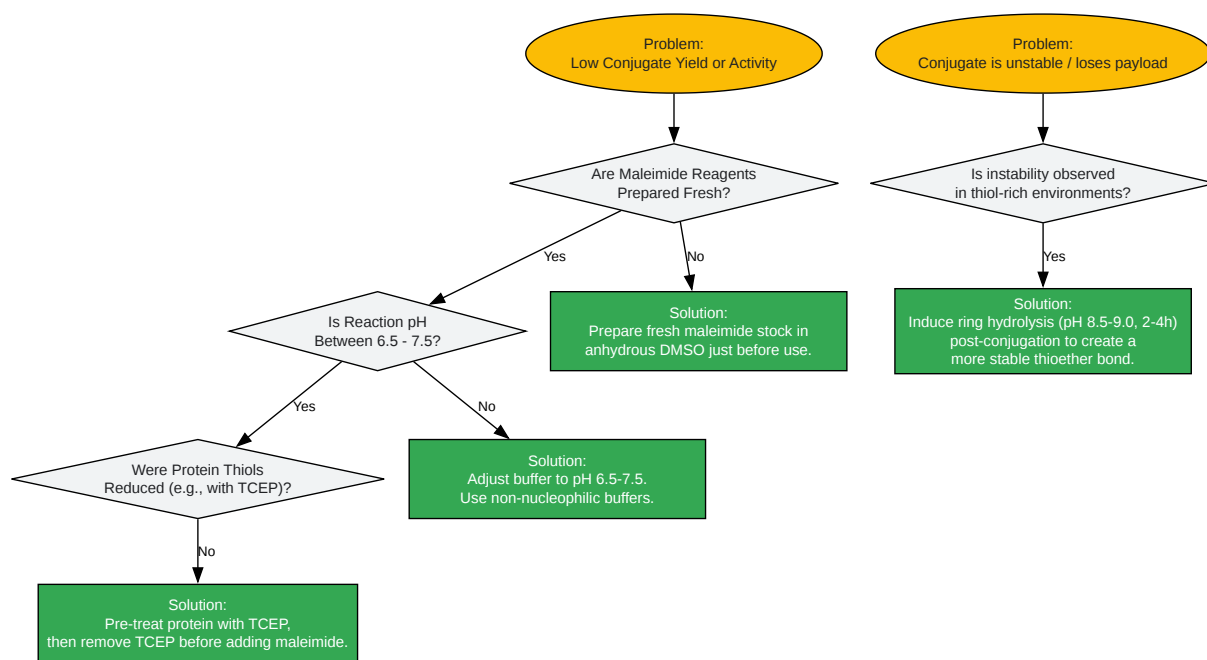 Problem:
Low Conjugate Yield or Activity
Problem:
Conjugate is unstable / loses payload
Are Maleimide Reagents
Prepared Fresh?
Is instability observed
in thiol-rich environments?
Yes
No
Yes
Is Reaction pH
Between 6.5 - 7.5?
Solution:
Prepare fresh maleimide stock in
anhydrous DMSO just before use.
Solution:
Induce ring hydrolysis (pH 8.5-9.0, 2-4h)
post-conjugation to create a
more stable thioether bond.
Yes
No
Were Protein Thiols
Reduced (e.g., with TCEP)?
Solution:
Adjust buffer to pH 6.5-7.5.
Use non-nucleophilic buffers.
No
Solution:
Pre-treat protein with TCEP,
then remove TCEP before adding maleimide.